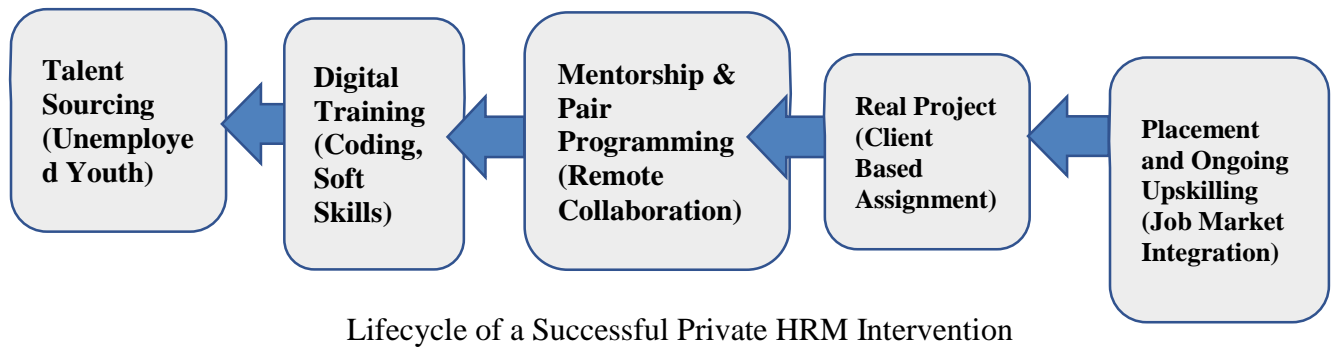 Talent
Sourcing
(Unemploye
d Youth)
Digital
Training
(Coding,
Soft
Skills)
Mentorship &
Pair
Programming
(Remote
Collaboration)
Real Project
(Client
Based
Assignment)
Placement
and Ongoing
Upskilling
(Job Market
Integration)
Lifecycle of a Successful Private HRM Intervention